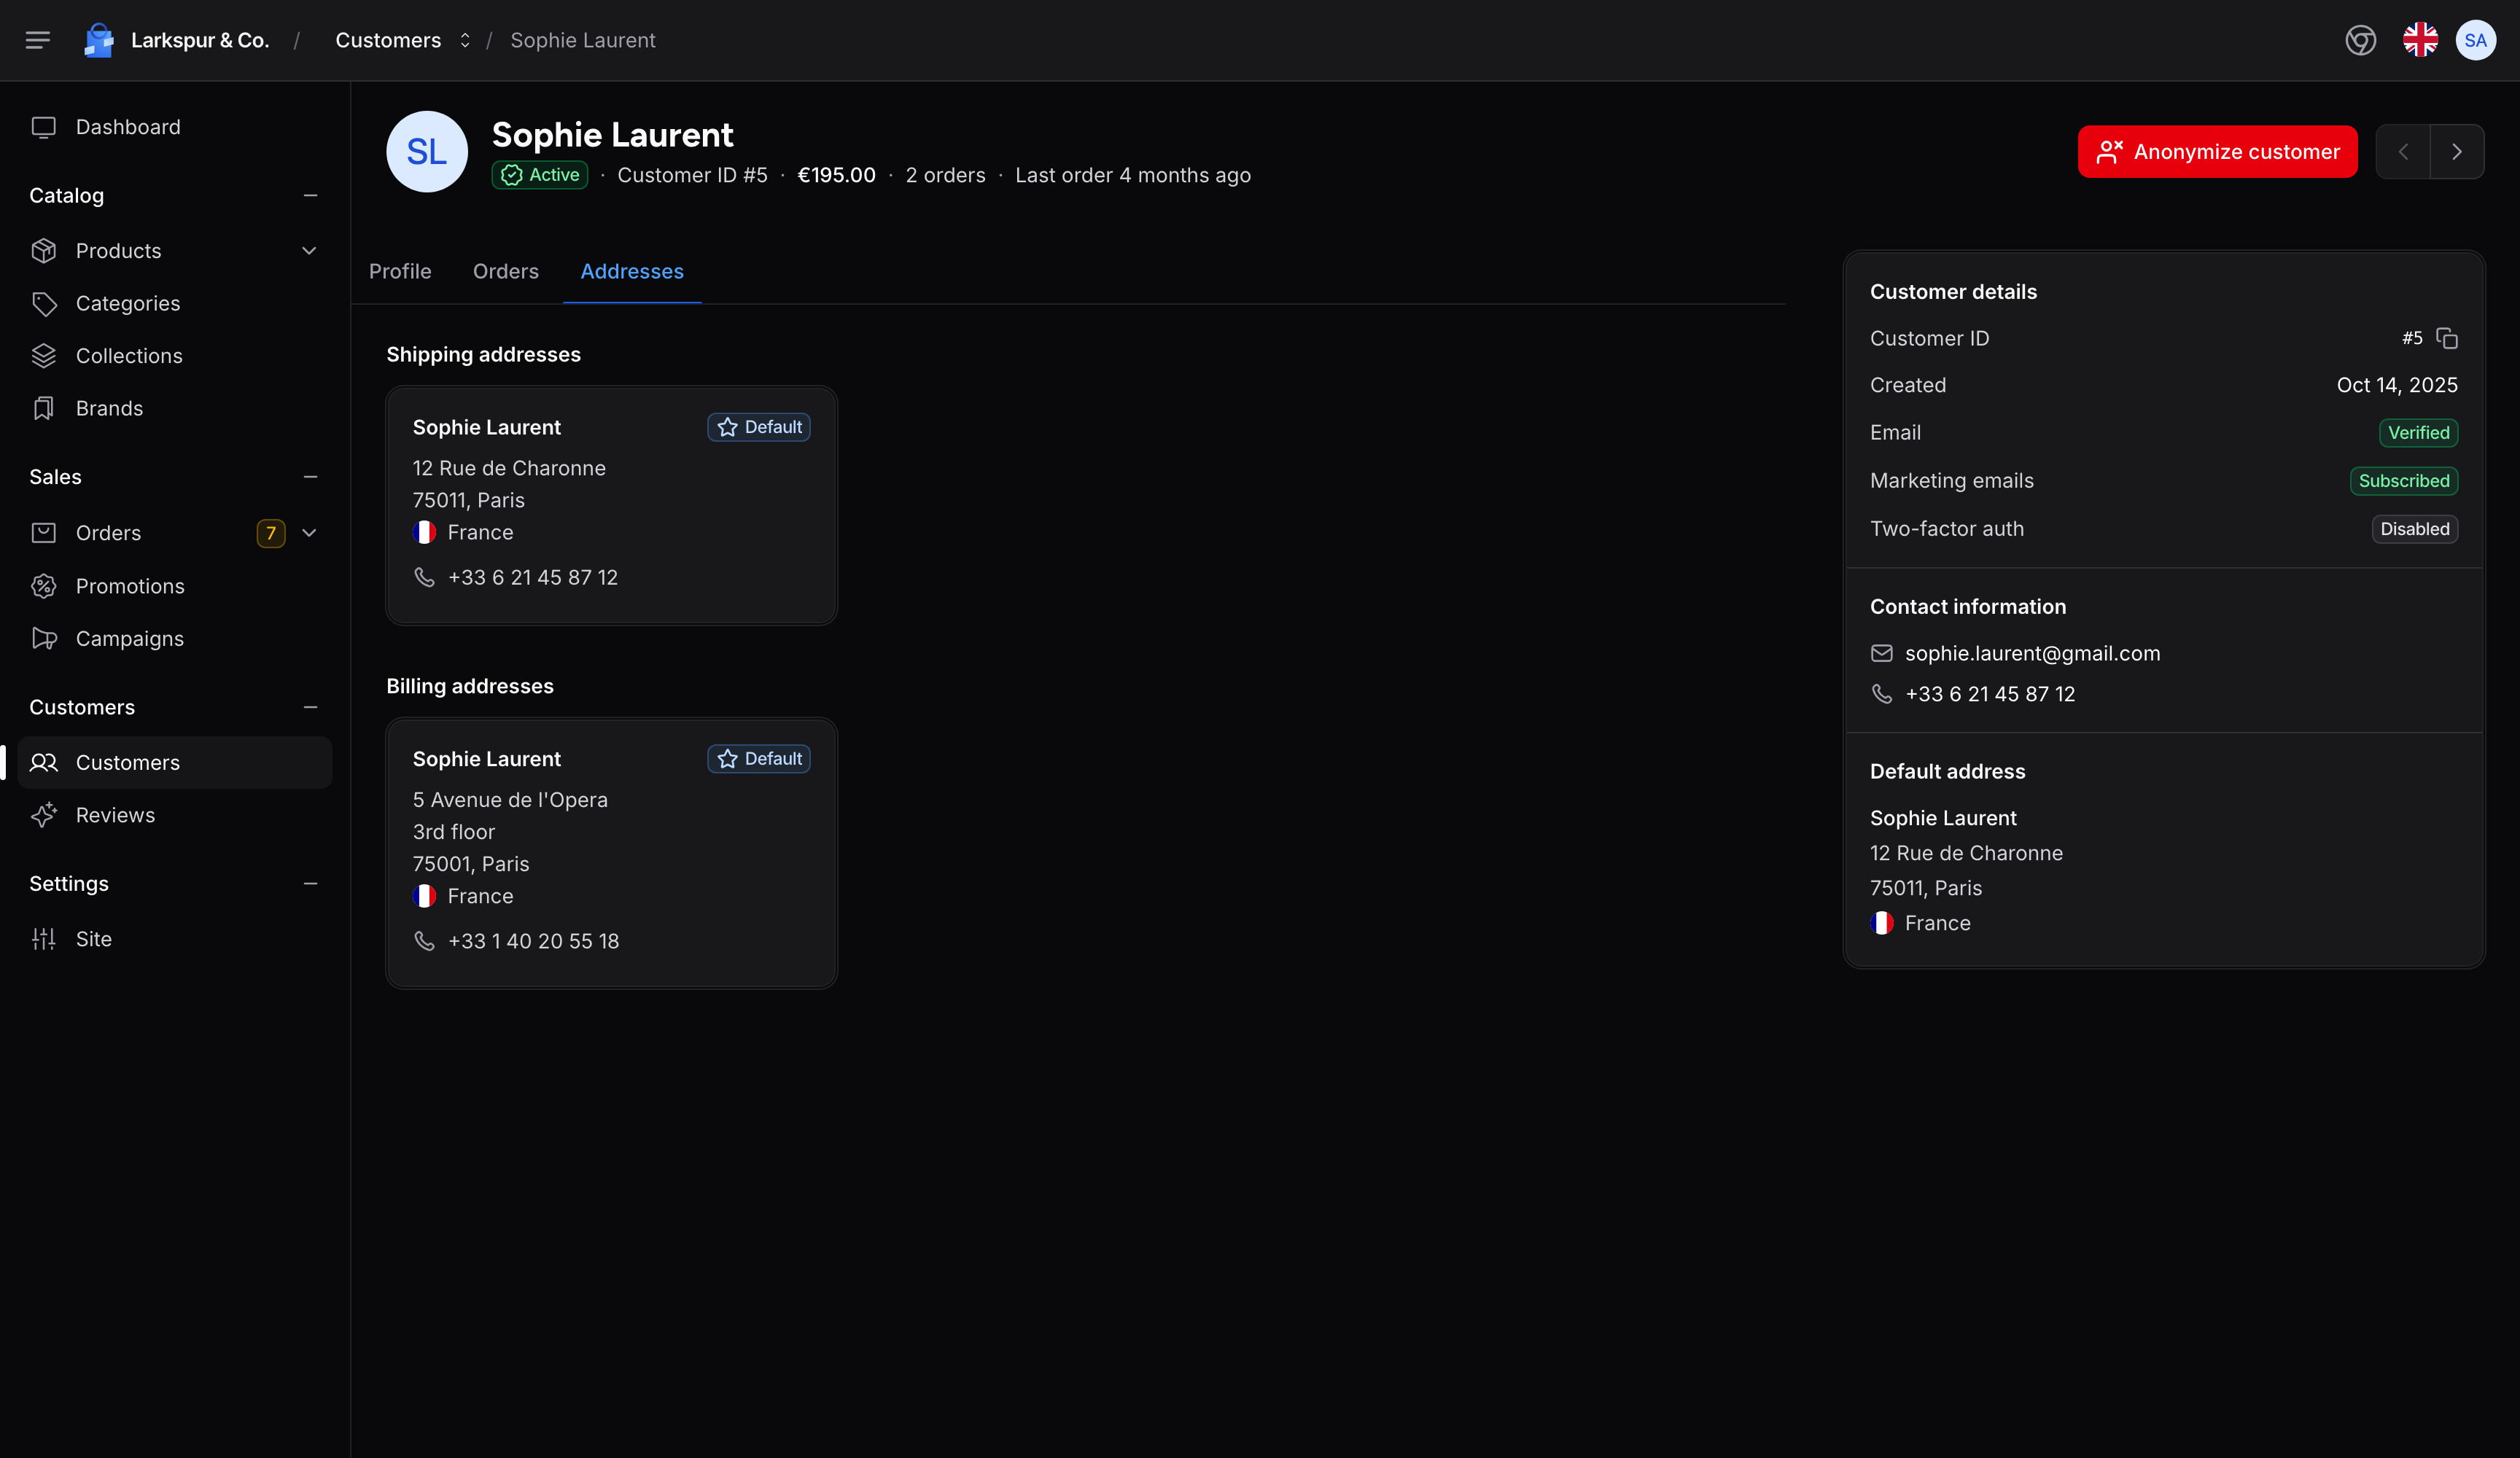 Larkspur & Co. / Customers / Sophie Laurent
SA
Dashboard
Catalog
Products
Categories
Collections
Brands
Sales
Orders 7
Promotions
Campaigns
Customers
Customers
Reviews
Settings
Site
SL
Sophie Laurent
Active · Customer ID #5 · €195.00 · 2 orders · Last order 4 months ago
Anonymize customer
Profile Orders Addresses
Shipping addresses
Sophie Laurent Default
12 Rue de Charonne
75011, Paris
France
+33 6 21 45 87 12
Billing addresses
Sophie Laurent Default
5 Avenue de l'Opera
3rd floor
75001, Paris
France
+33 1 40 20 55 18
Customer details
Customer ID #5
Created Oct 14, 2025
Email Verified
Marketing emails Subscribed
Two-factor auth Disabled
Contact information
sophie.laurent@gmail.com
+33 6 21 45 87 12
Default address
Sophie Laurent
12 Rue de Charonne
75011, Paris
France